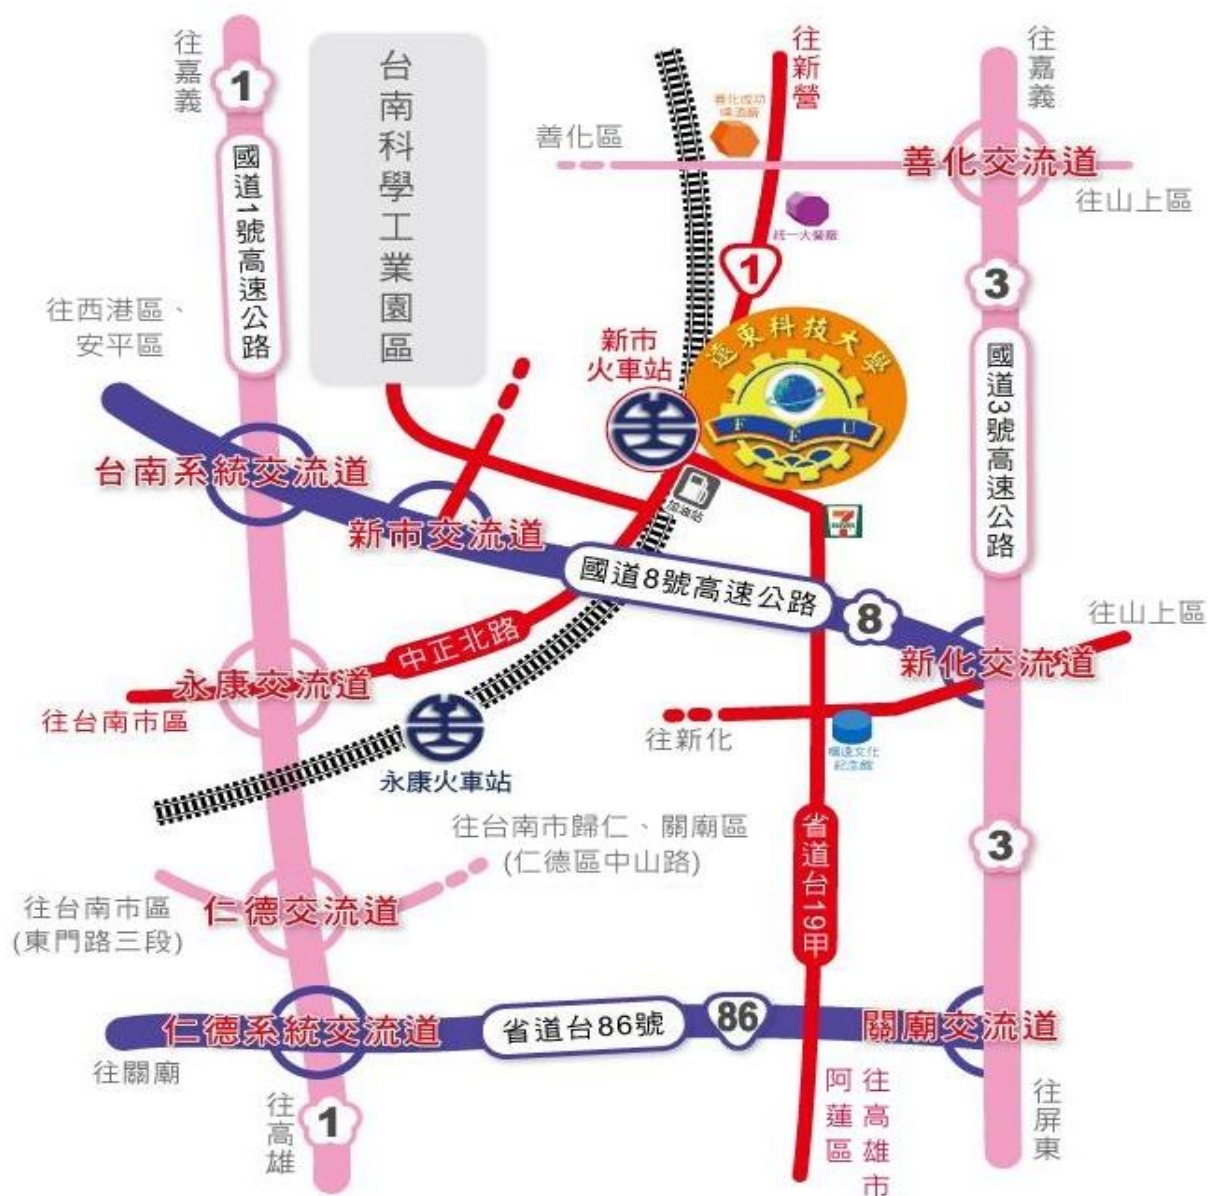 往嘉義
1
國道1號高速公路
台南科學工業園區
往新營
善化成功
啤酒廠
善化區
往嘉義
善化交流道
往山上區
統一大營廠
1
3
國道3號高速公路
往西港區、
安平區
新市
火車站
遠東科技大學
F E U
台南系統交流道
新市交流道
加油站
7
ELEVEN
國道8號高速公路
8
往山上區
新化交流道
中正北路
永康交流道
往台南市區
往新化
永康火車站
紀念館
往台南市歸仁、關廟區
(仁德區中山路)
省道台19甲
3
仁德交流道
往台南市區
(東門路三段)
仁德系統交流道
省道台86號
86
關廟交流道
往關廟
往高雄
1
往高雄市
阿蓮區
往屏東